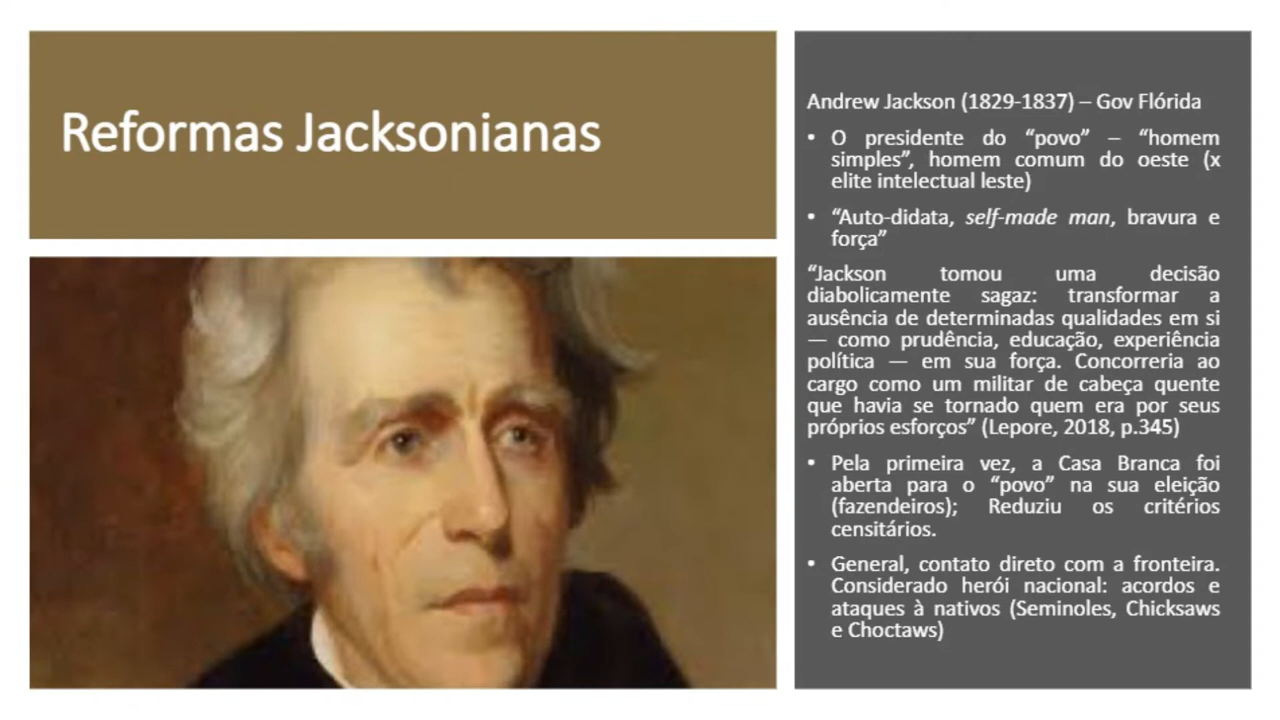 Reformas Jacksonianas
Andrew Jackson (1829-1837) – Gov Flórida
• O presidente do “povo” – “homem
simples”, homem comum do oeste (x
elite intelectual leste)
• “Auto-didata, self-made man, bravura e
força”
“Jackson tomou uma decisão
diabolicamente sagaz: transformar a
ausência de determinadas qualidades em si
— como prudência, educação, experiência
política — em sua força. Concorreria ao
cargo como um militar de cabeça quente
que havia se tornado quem era por seus
próprios esforços” (Lepore, 2018, p.345)
• Pela primeira vez, a Casa Branca foi
aberta para o “povo” na sua eleição
(fazendeiros); Reduziu os critérios
censitários.
• General, contato direto com a fronteira.
Considerado herói nacional: acordos e
ataques à nativos (Seminoles, Chicksaws
e Choctaws)